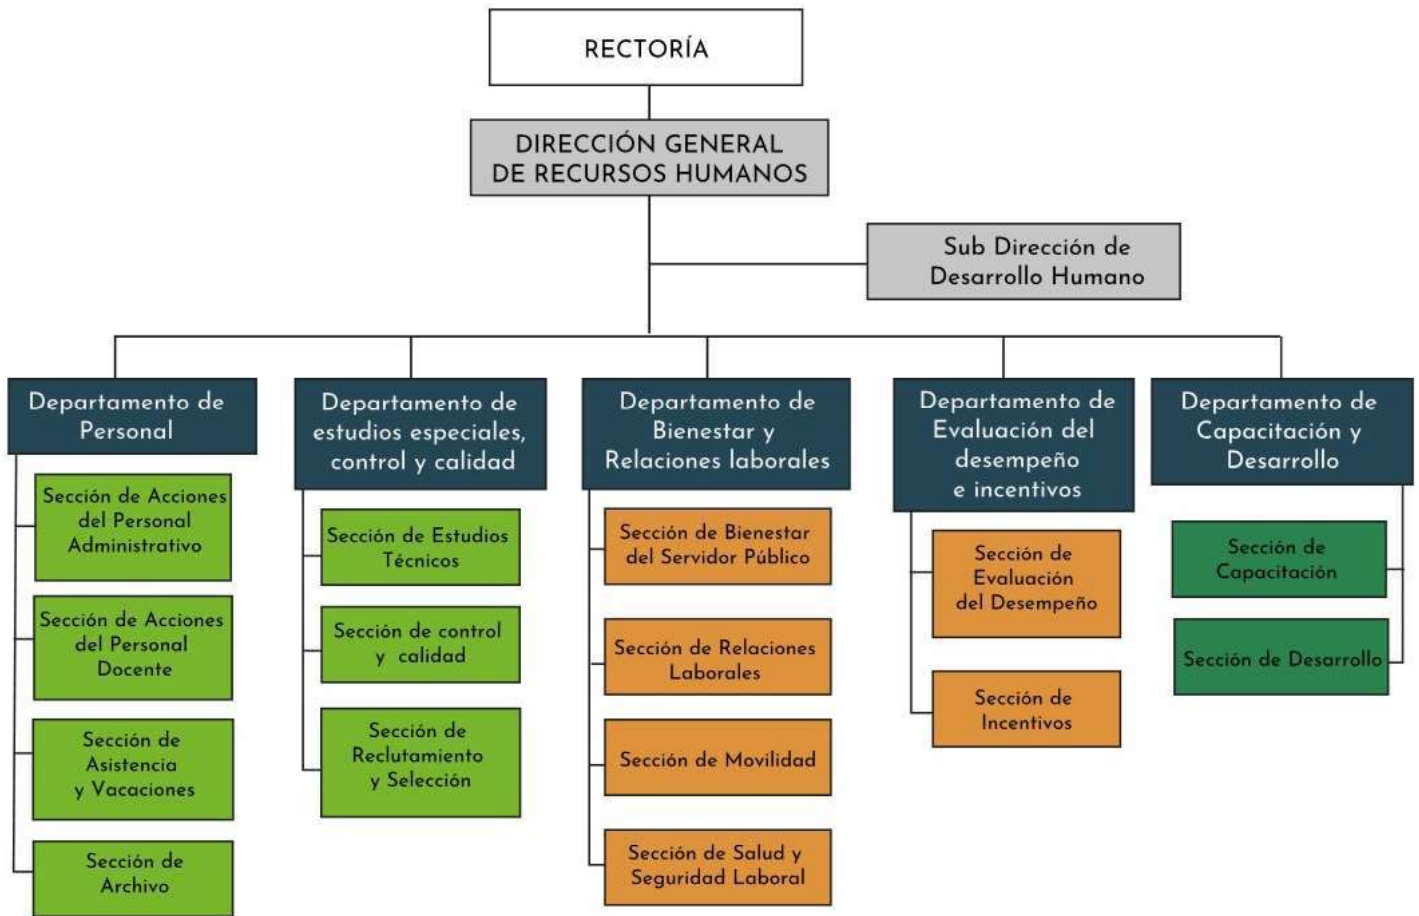 RECTORÍA
DIRECCIÓN GENERAL
DE RECURSOS HUMANOS
Sub Dirección de
Desarrollo Humano
Departamento de
Personal
Sección de Acciones
del Personal
Administrativo
Sección de Acciones
del Personal
Docente
Sección de
Asistencia
y Vacaciones
Sección de
Archivo
Departamento de
estudios especiales,
control y calidad
Sección de Estudios
Técnicos
Sección de control
y calidad
Sección de
Reclutamiento
y Selección
Departamento de
Bienestar y
Relaciones laborales
Sección de Bienestar
del Servidor Público
Sección de Relaciones
Laborales
Sección de Movilidad
Sección de Salud y
Seguridad Laboral
Departamento de
Evaluación del
desempeño
e incentivos
Sección de
Evaluación
del Desempeño
Sección de
Incentivos
Departamento de
Capacitación y
Desarrollo
Sección de
Capacitación
Sección de Desarrollo